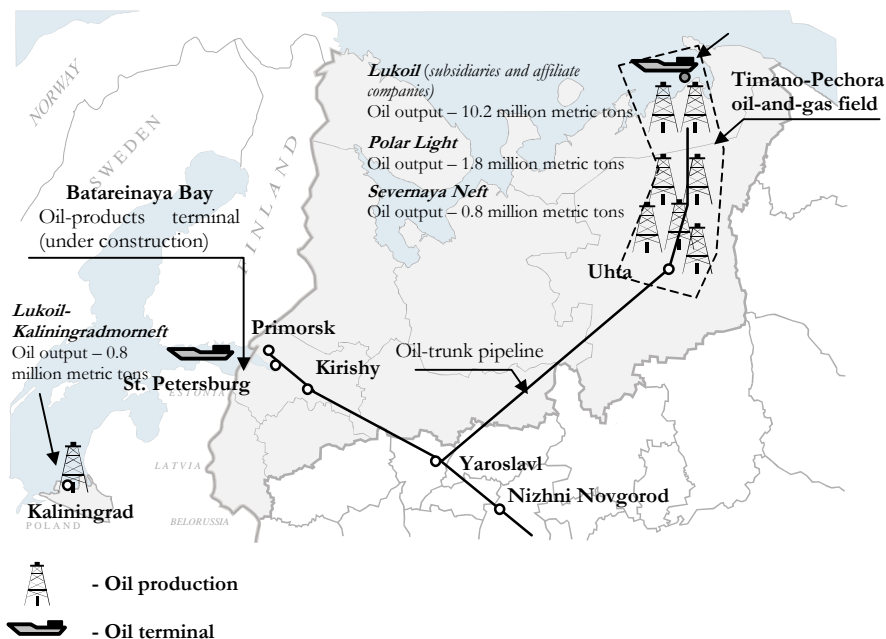 NORWAY
SWEDEN
FINLAND
Lukoil (subsidiaries and affiliate
companies)
Oil output – 10.2 million metric tons
Polar Light
Oil output – 1.8 million metric tons
Severnaya Neft
Oil output – 0.8 million metric tons
Timano-Pechora
oil-and-gas field
Batareinaya Bay
Oil-products terminal
(under construction)
Uhta
Lukoil-
Kaliningradmorneft
Oil output – 0.8
million metric tons
Primorsk
St. Petersburg
Kirishy
Oil-trunk pipeline
ESTONIA
LATVIA
Yaroslavl
Nizhni Novgorod
Kaliningrad
POLAND
BELORUSSIA
- Oil production
- Oil terminal